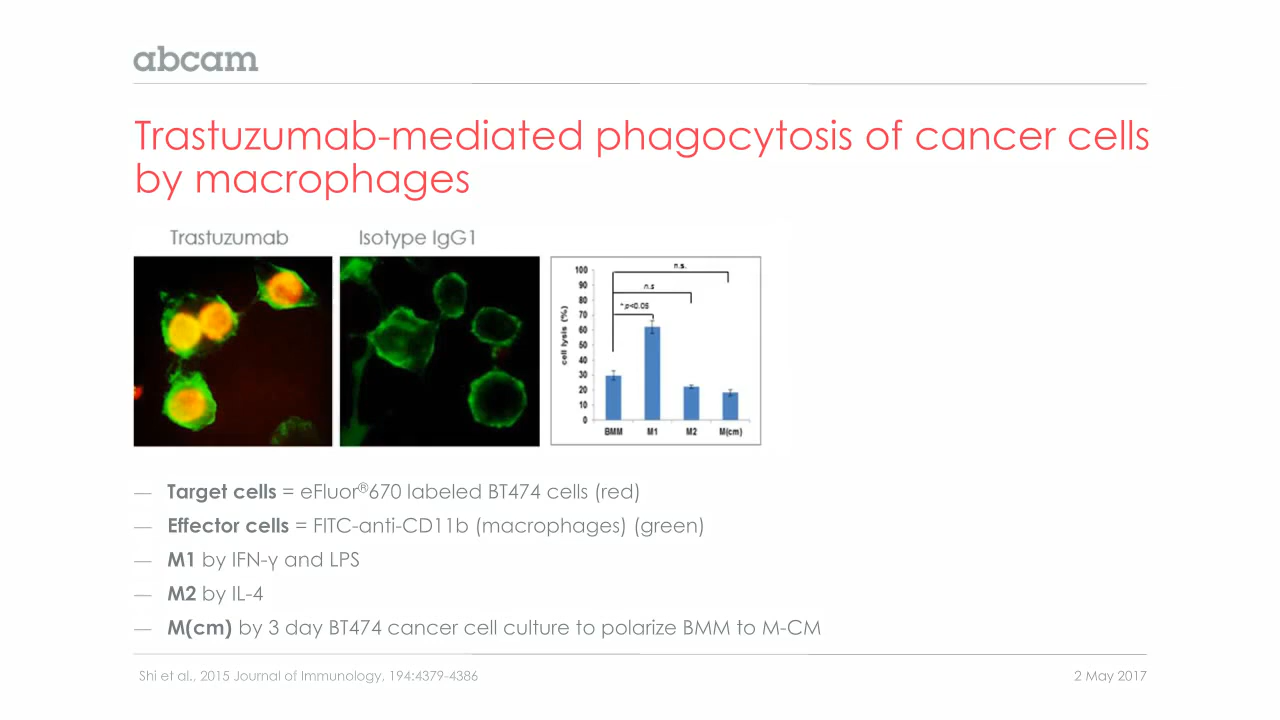 abcam
Trastuzumab-mediated phagocytosis of cancer cells
by macrophages
Trastuzumab
Isotype IgG1
n.s.
n.s
*:p<0.05
cell lysis (%)
100
90
80
70
60
50
40
30
20
10
0
BMM M1 M2 M(cm)
— Target cells = eFluor®670 labeled BT474 cells (red)
— Effector cells = FITC-anti-CD11b (macrophages) (green)
— M1 by IFN-γ and LPS
— M2 by IL-4
— M(cm) by 3 day BT474 cancer cell culture to polarize BMM to M-CM
Shi et al., 2015 Journal of Immunology, 194:4379-4386
2 May 2017